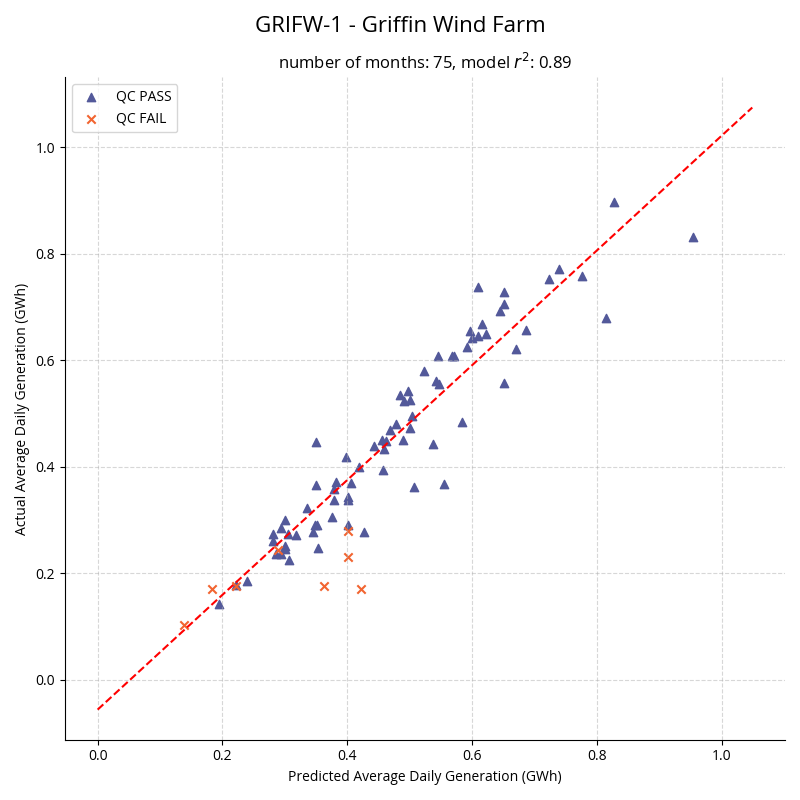 GRIFW-1 - Griffin Wind Farm
number of months: 75, model r²: 0.89
QC PASS
QC FAIL
1.0
0.8
0.6
0.4
0.2
0.0
Actual Average Daily Generation (GWh)
0.0 0.2 0.4 0.6 0.8 1.0
Predicted Average Daily Generation (GWh)